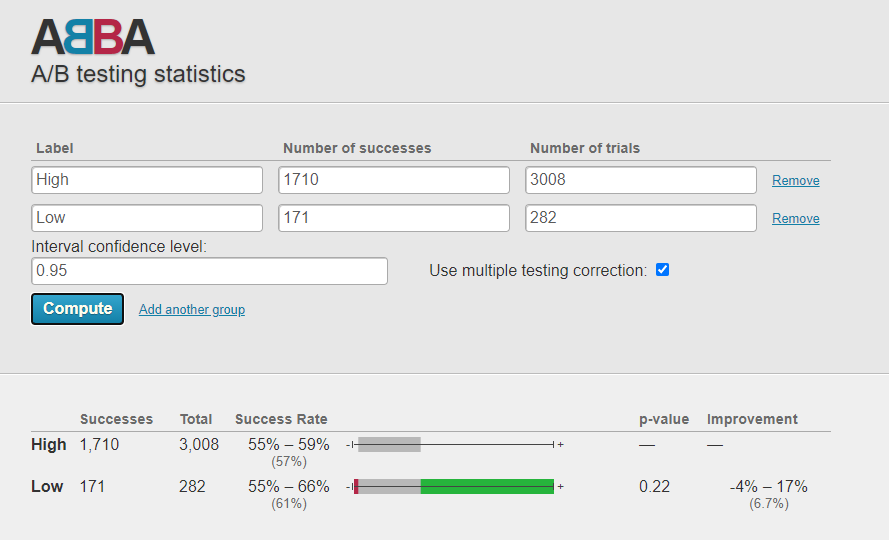 ABBA
A/B testing statistics
Label Number of successes Number of trials
High 1710 3008 Remove
Low 171 282 Remove
Interval confidence level:
0.95 Use multiple testing correction:
Compute Add another group
Successes Total Success Rate p-value Improvement
High 1,710 3,008 55% – 59% - + — —
(57%)
Low 171 282 55% – 66% - + 0.22 -4% – 17%
(61%) (6.7%)